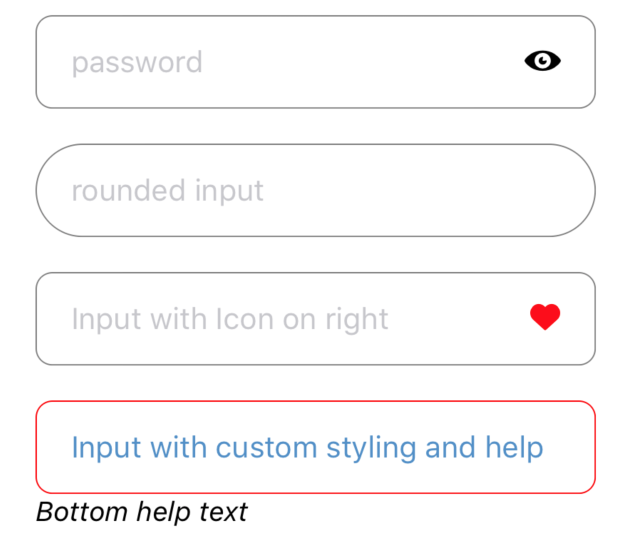 password
rounded input
Input with Icon on right
Input with custom styling and help
Bottom help text